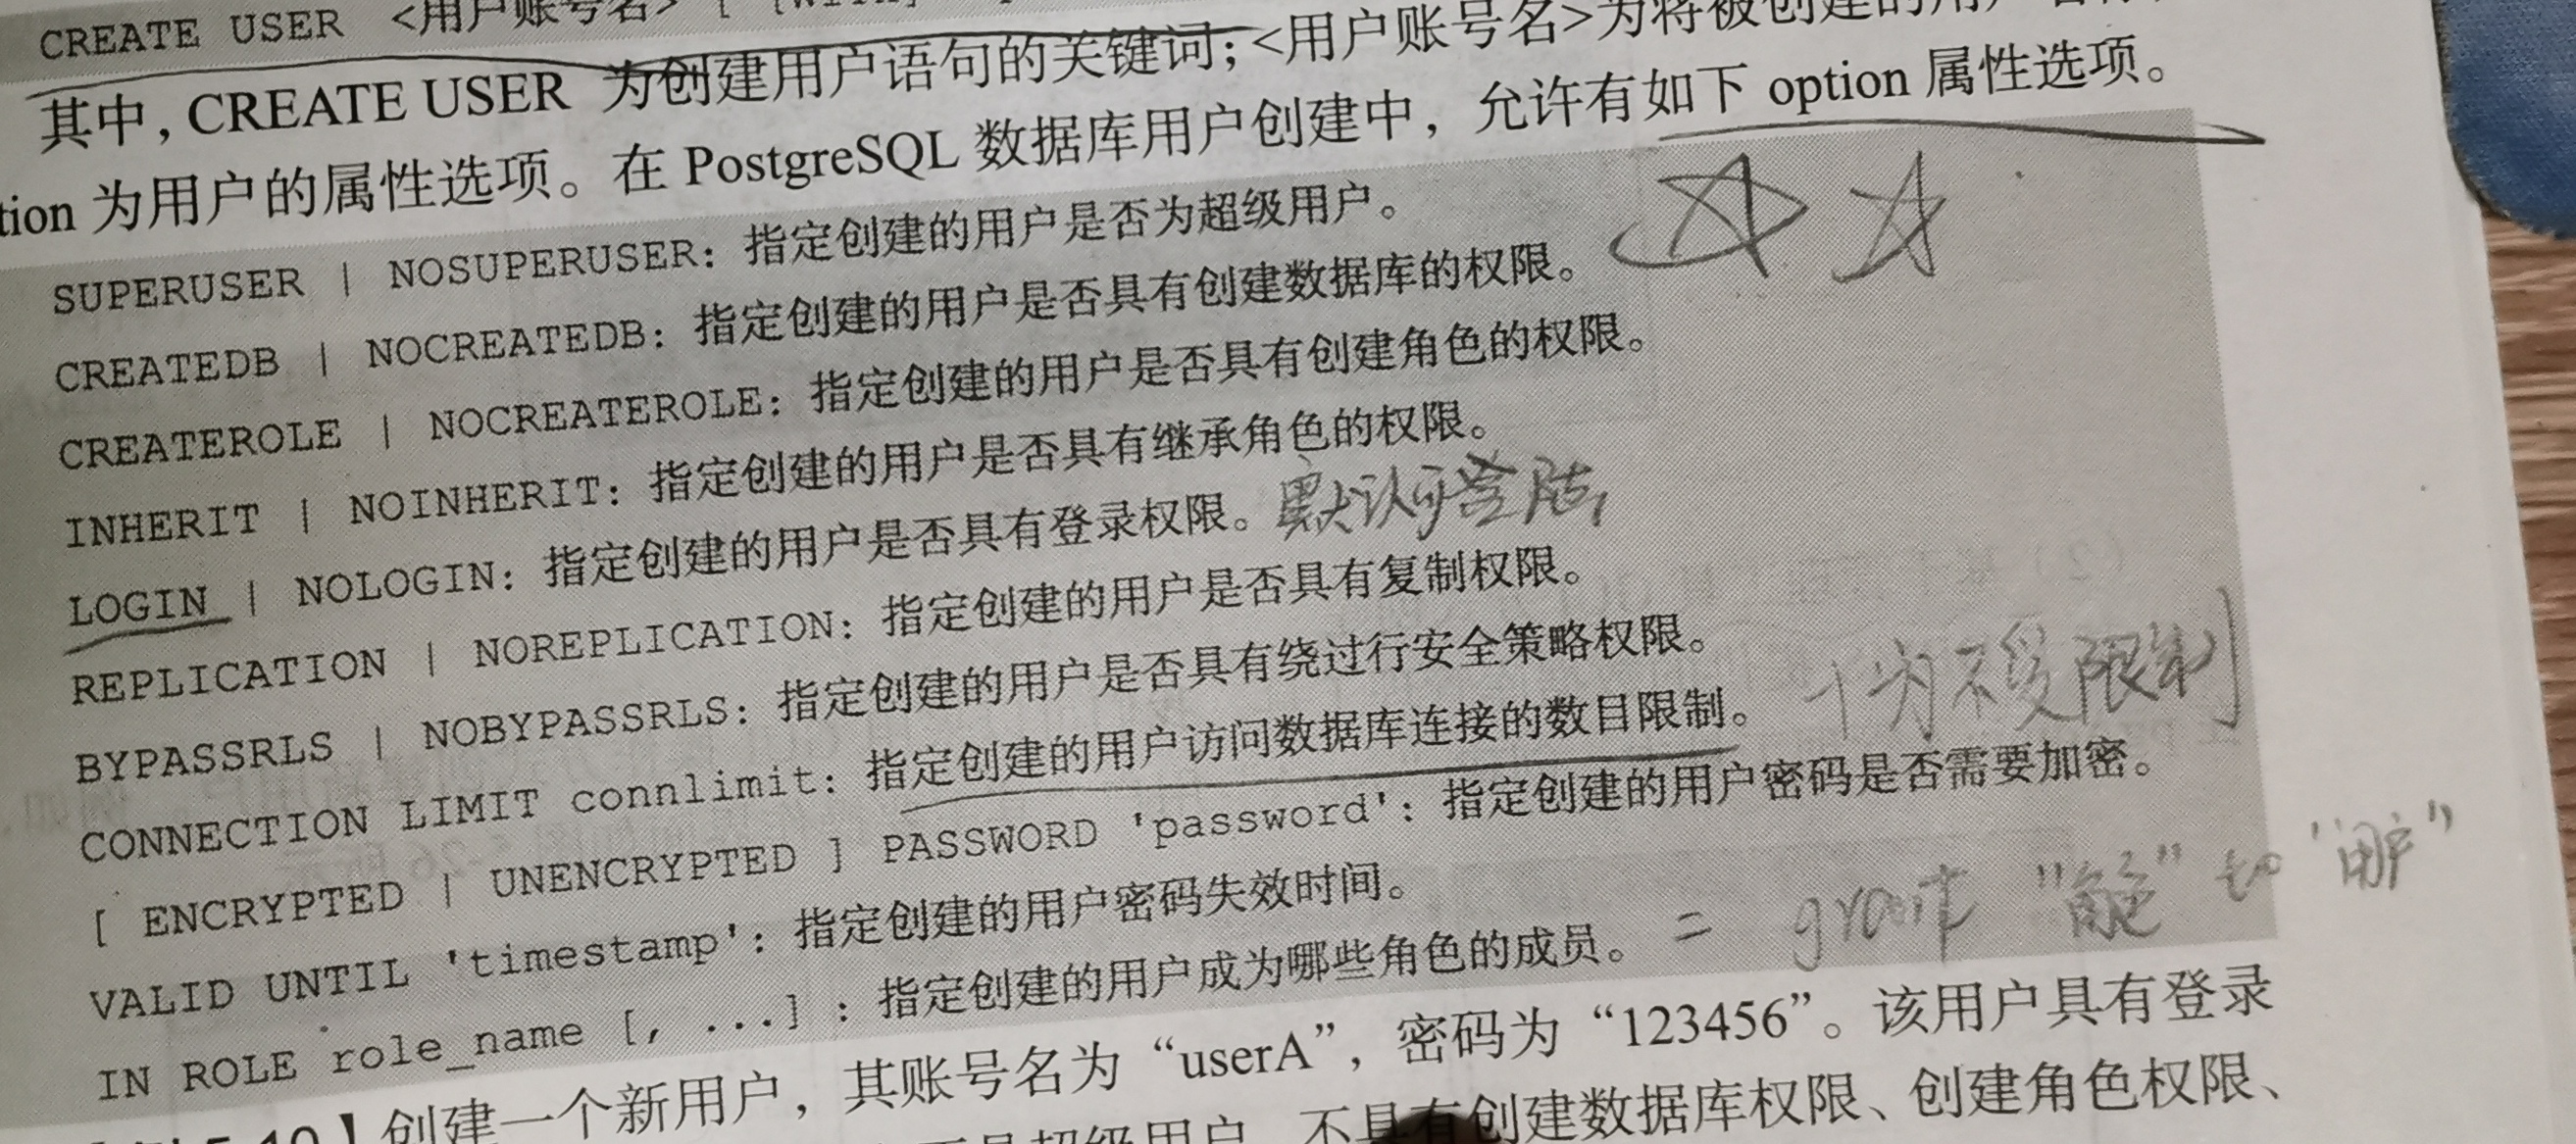 CREATE USER <用户账号名> [ [WITH]
其中, CREATE USER 为创建用户语句的关键词; <用户账号名>为将被创建的用户
tion 为用户的属性选项。在 PostgreSQL 数据库用户创建中，允许有如下 option 属性选项。
SUPERUSER | NOSUPERUSER：指定创建的用户是否为超级用户。
CREATEDB | NOCREATEDB：指定创建的用户是否具有创建数据库的权限。
CREATEROLE | NOCREATEROLE：指定创建的用户是否具有创建角色的权限。
INHERIT | NOINHERIT：指定创建的用户是否具有继承角色的权限。
LOGIN | NOLOGIN：指定创建的用户是否具有登录权限。默认可登陆
REPLICATION | NOREPLICATION：指定创建的用户是否具有复制权限。
BYPASSRLS | NOBYPASSRLS：指定创建的用户是否具有绕过行安全策略权限。
CONNECTION LIMIT connlimit：指定创建的用户访问数据库连接的数目限制。 为不受限制]
[ ENCRYPTED | UNENCRYPTED ] PASSWORD 'password'：指定创建的用户密码是否需要加密。
VALID UNTIL 'timestamp'：指定创建的用户密码失效时间。
IN ROLE role_name [, ...] ：指定创建的用户成为哪些角色的成员。 = grant "角色" to "用户"
】创建一个新用户，其账号名为“userA”，密码为“123456”。该用户具有登录
超级用户 不具有创建数据库权限、创建角色权限、